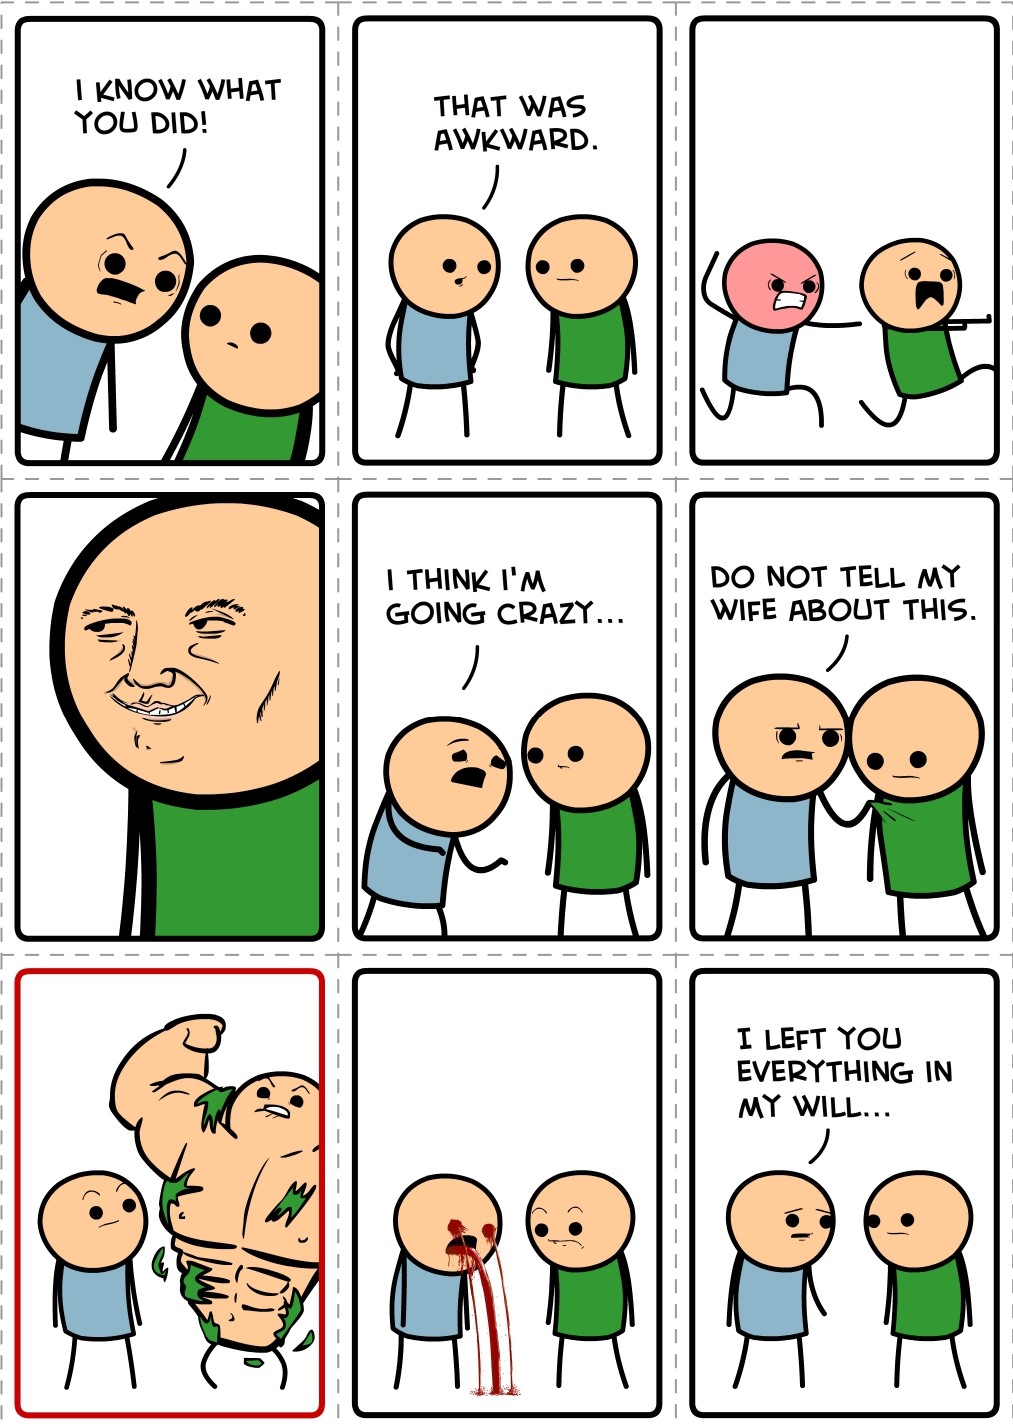 I KNOW WHAT
YOU DID!
THAT WAS
AWKWARD.
I THINK I'M
GOING CRAZY...
DO NOT TELL MY
WIFE ABOUT THIS.
I LEFT YOU
EVERYTHING IN
MY WILL...